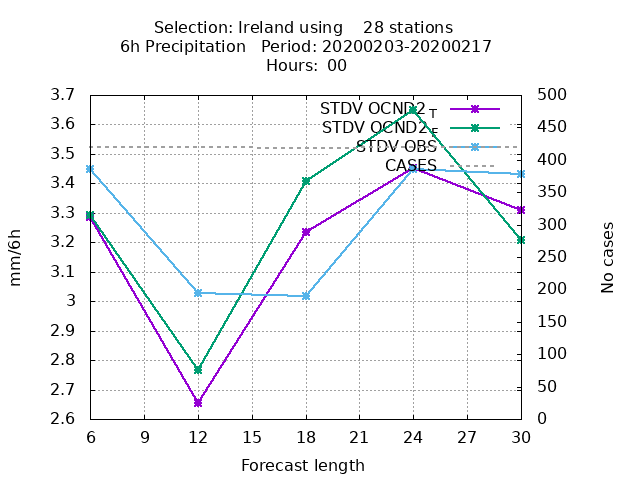 Selection: Ireland using 28 stations
6h Precipitation Period: 20200203-20200217
Hours: 00
3.7
3.6
3.5
3.4
3.3
3.2
3.1
3
2.9
2.8
2.7
2.6
mm/6h
STDV OCND2 T
STDV OCND2 F
STDV OBS
CASES
500
450
400
350
300
250
200
150
100
50
0
No cases
6 9 12 15 18 21 24 27 30
Forecast length